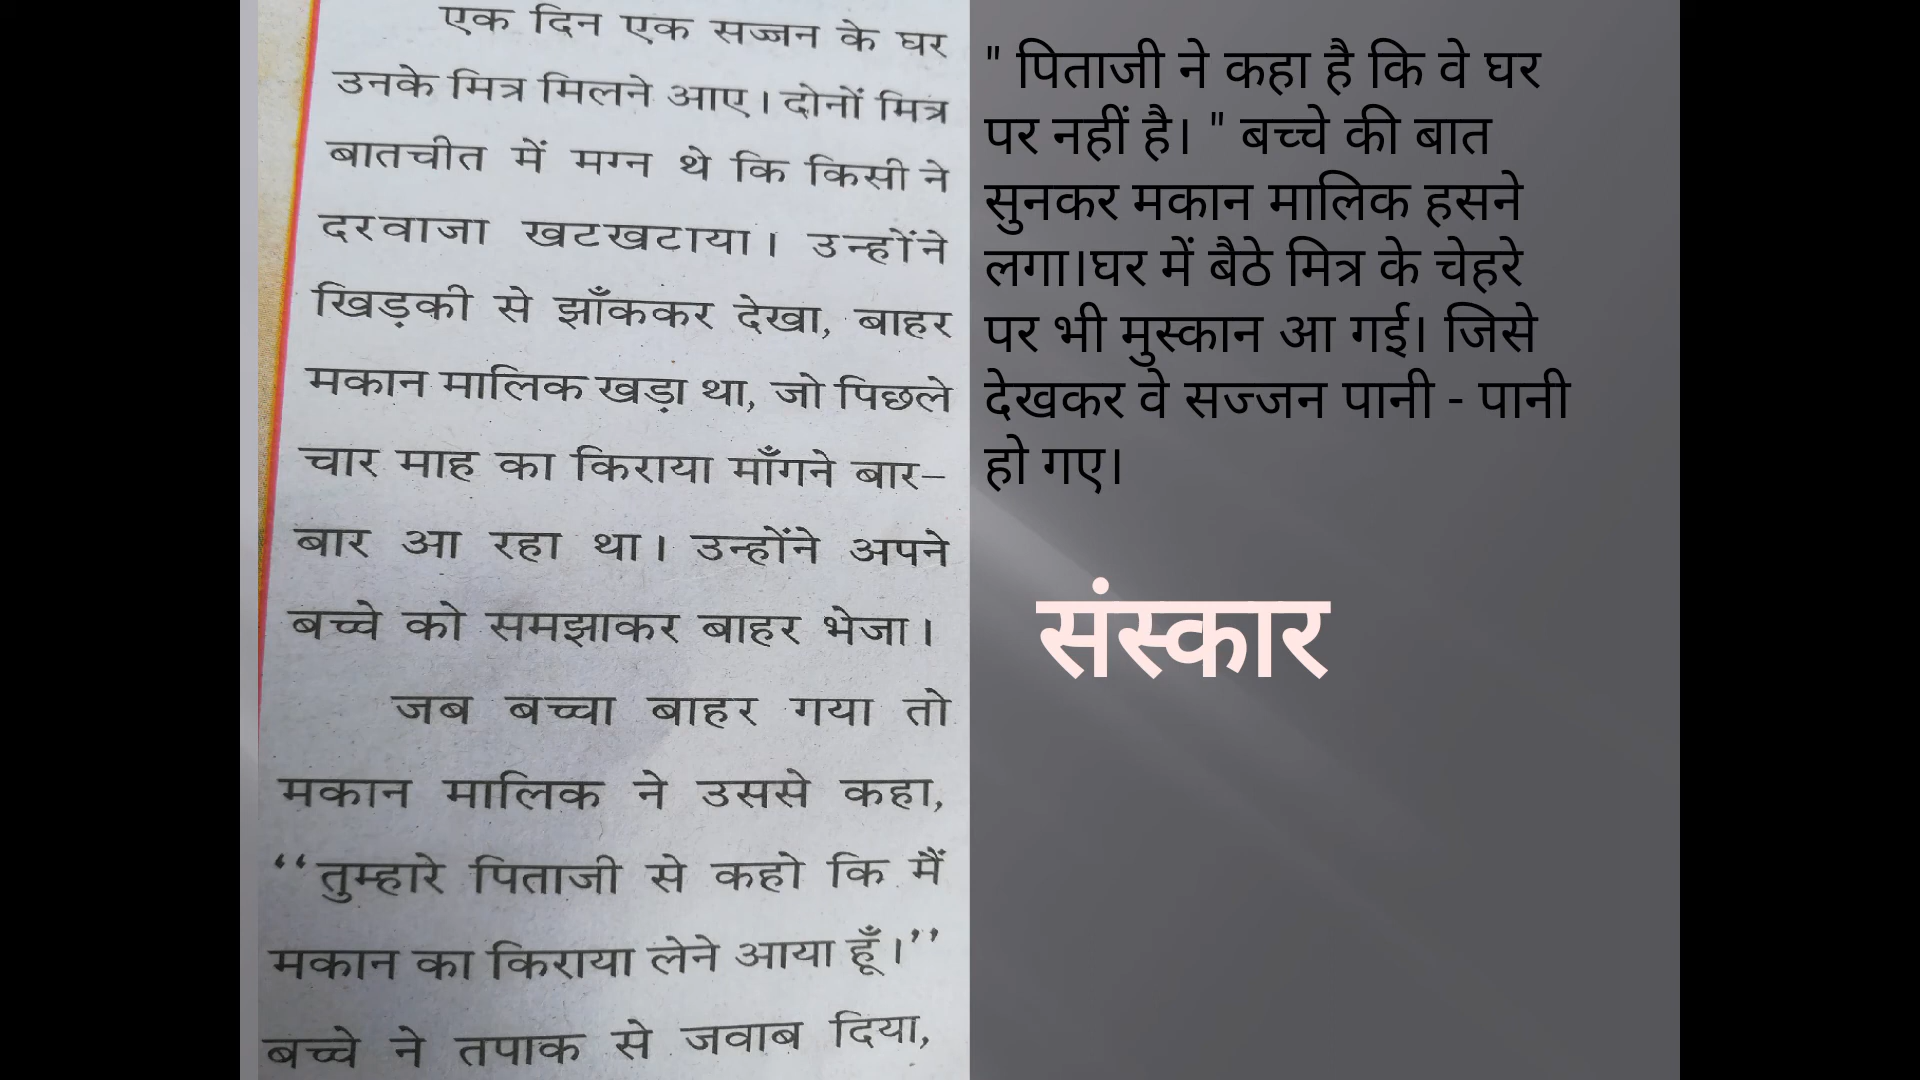 एक दिन एक सज्जन के घर
उनके मित्र मिलने आए। दोनों मित्र
बातचीत में मग्न थे कि किसी ने
दरवाजा खटखटाया। उन्होंने
खिड़की से झाँककर देखा, बाहर
मकान मालिक खड़ा था, जो पिछले
चार माह का किराया माँगने बार–
बार आ रहा था। उन्होंने अपने
बच्चे को समझाकर बाहर भेजा।
जब बच्चा बाहर गया तो
मकान मालिक ने उससे कहा,
‘‘तुम्हारे पिताजी से कहो कि मैं
मकान का किराया लेने आया हूँ।’’
बच्चे ने तपाक से जवाब दिया,
" पिताजी ने कहा है कि वे घर
पर नहीं है। " बच्चे की बात
सुनकर मकान मालिक हसने
लगा।घर में बैठे मित्र के चेहरे
पर भी मुस्कान आ गई। जिसे
देखकर वे सज्जन पानी - पानी
हो गए।
संस्कार